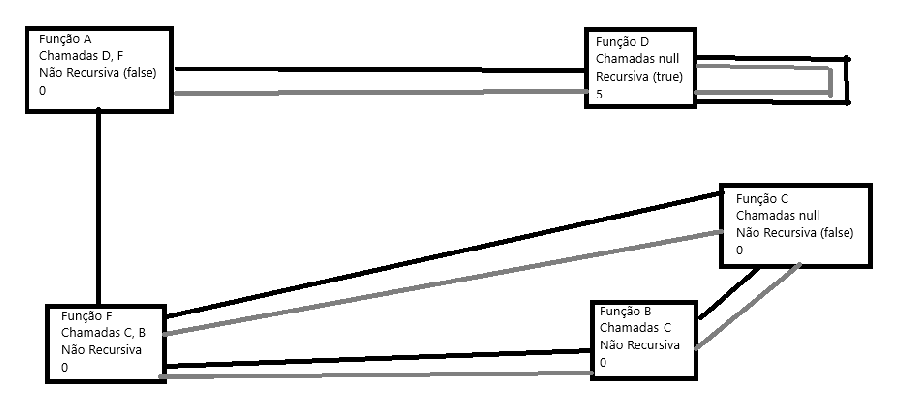 Função A
Chamadas D, F
Não Recursiva (false)
0
Função D
Chamadas null
Recursiva (true)
5
Função C
Chamadas null
Não Recursiva (false)
0
Função F
Chamadas C, B
Não Recursiva
0
Função B
Chamadas C
Não Recursiva
0